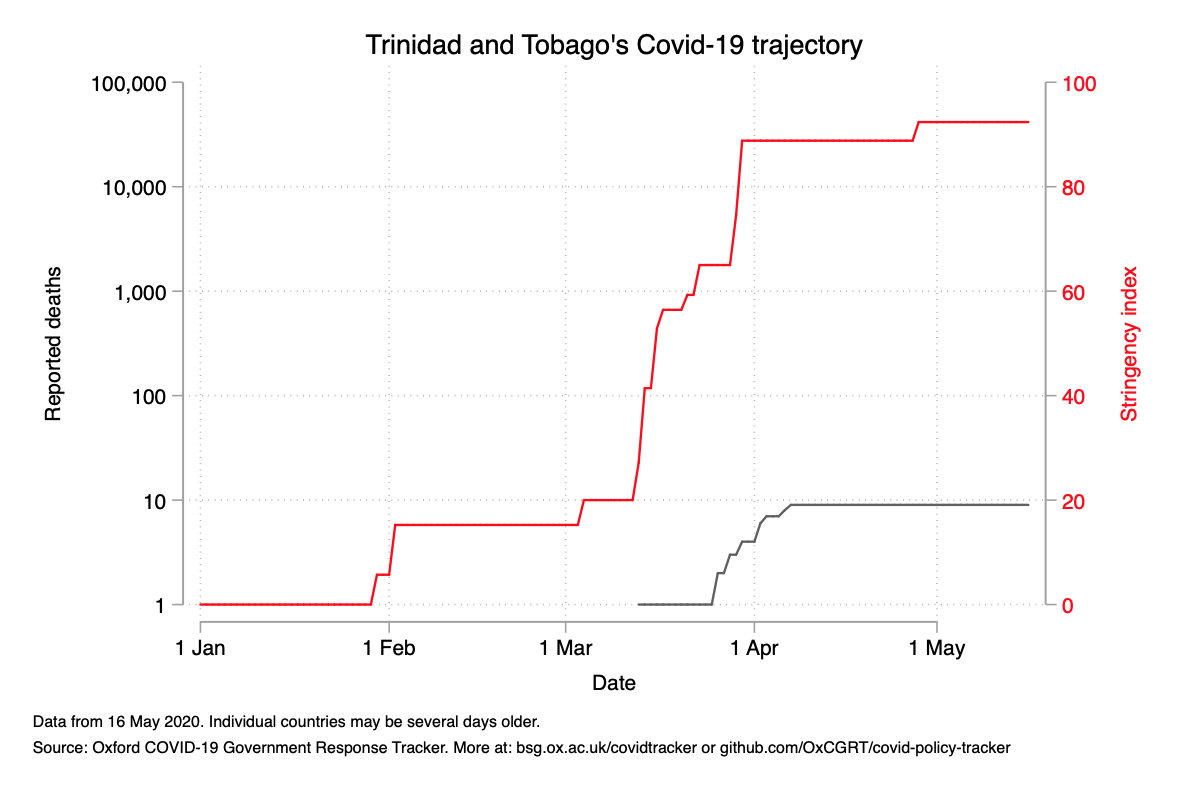 Trinidad and Tobago's Covid-19 trajectory
100,000
10,000
1,000
100
10
1
Reported deaths
100
80
60
40
20
0
Stringency index
1 Jan
1 Feb
1 Mar
1 Apr
1 May
Date
Data from 16 May 2020. Individual countries may be several days older.
Source: Oxford COVID-19 Government Response Tracker. More at: bsg.ox.ac.uk/covidtracker or github.com/OxCGRT/covid-policy-tracker